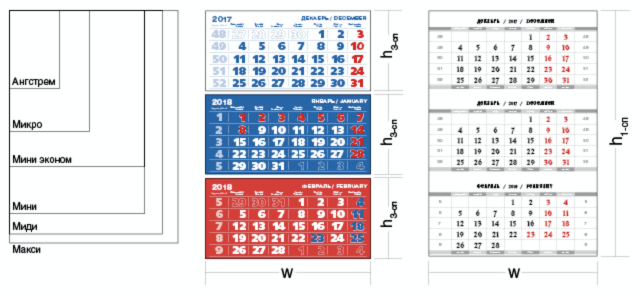 Ангстрем
Микро
Мини эконом
Мини
Миди
Макси
2017 ДЕКАБРЬ / DECEMBER
48 27 28 29 30 1 2 3
49 4 5 6 7 8 9 10
50 11 12 13 14 15 16 17
51 18 19 20 21 22 23 24
52 25 26 27 28 29 30 31
h3-сп
2018 ЯНВАРЬ / JANUARY
1 1 2 3 4 5 6 7
2 8 9 10 11 12 13 14
3 15 16 17 18 19 20 21
4 22 23 24 25 26 27 28
5 29 30 31 1 2 3 4
h3-сп
2018 ФЕВРАЛЬ / FEBRUARY
5 29 30 31 1 2 3 4
6 5 6 7 8 9 10 11
7 12 13 14 15 16 17 18
8 19 20 21 22 23 24 25
9 26 27 28 1 2 3 4
h3-сп
w
ДЕКАБРЬ / 2017 / DECEMBER
1 2 3
4 5 6 7 8 9 10
11 12 13 14 15 16 17
18 19 20 21 22 23 24
25 26 27 28 29 30 31
ДЕКАБРЬ / 2017 / DECEMBER
1 2 3
4 5 6 7 8 9 10
11 12 13 14 15 16 17
18 19 20 21 22 23 24
25 26 27 28 29 30 31
ФЕВРАЛЬ / 2018 / FEBRUARY
1 2 3 4
5 6 7 8 9 10 11
12 13 14 15 16 17 18
19 20 21 22 23 24 25
26 27 28
h1-сп
w